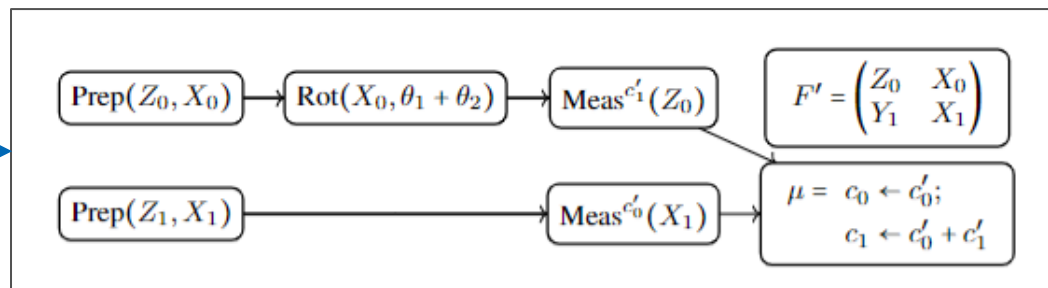 Prep(Z₀, X₀) Rot(X₀, θ₁ + θ₂) Meas^{c′₁}(Z₀)
F′ = (Z₀ X₀
Y₁ X₁)
Prep(Z₁, X₁) Meas^{c′₀}(X₁)
μ = c₀ ← c′₀;
c₁ ← c′₀ + c′₁